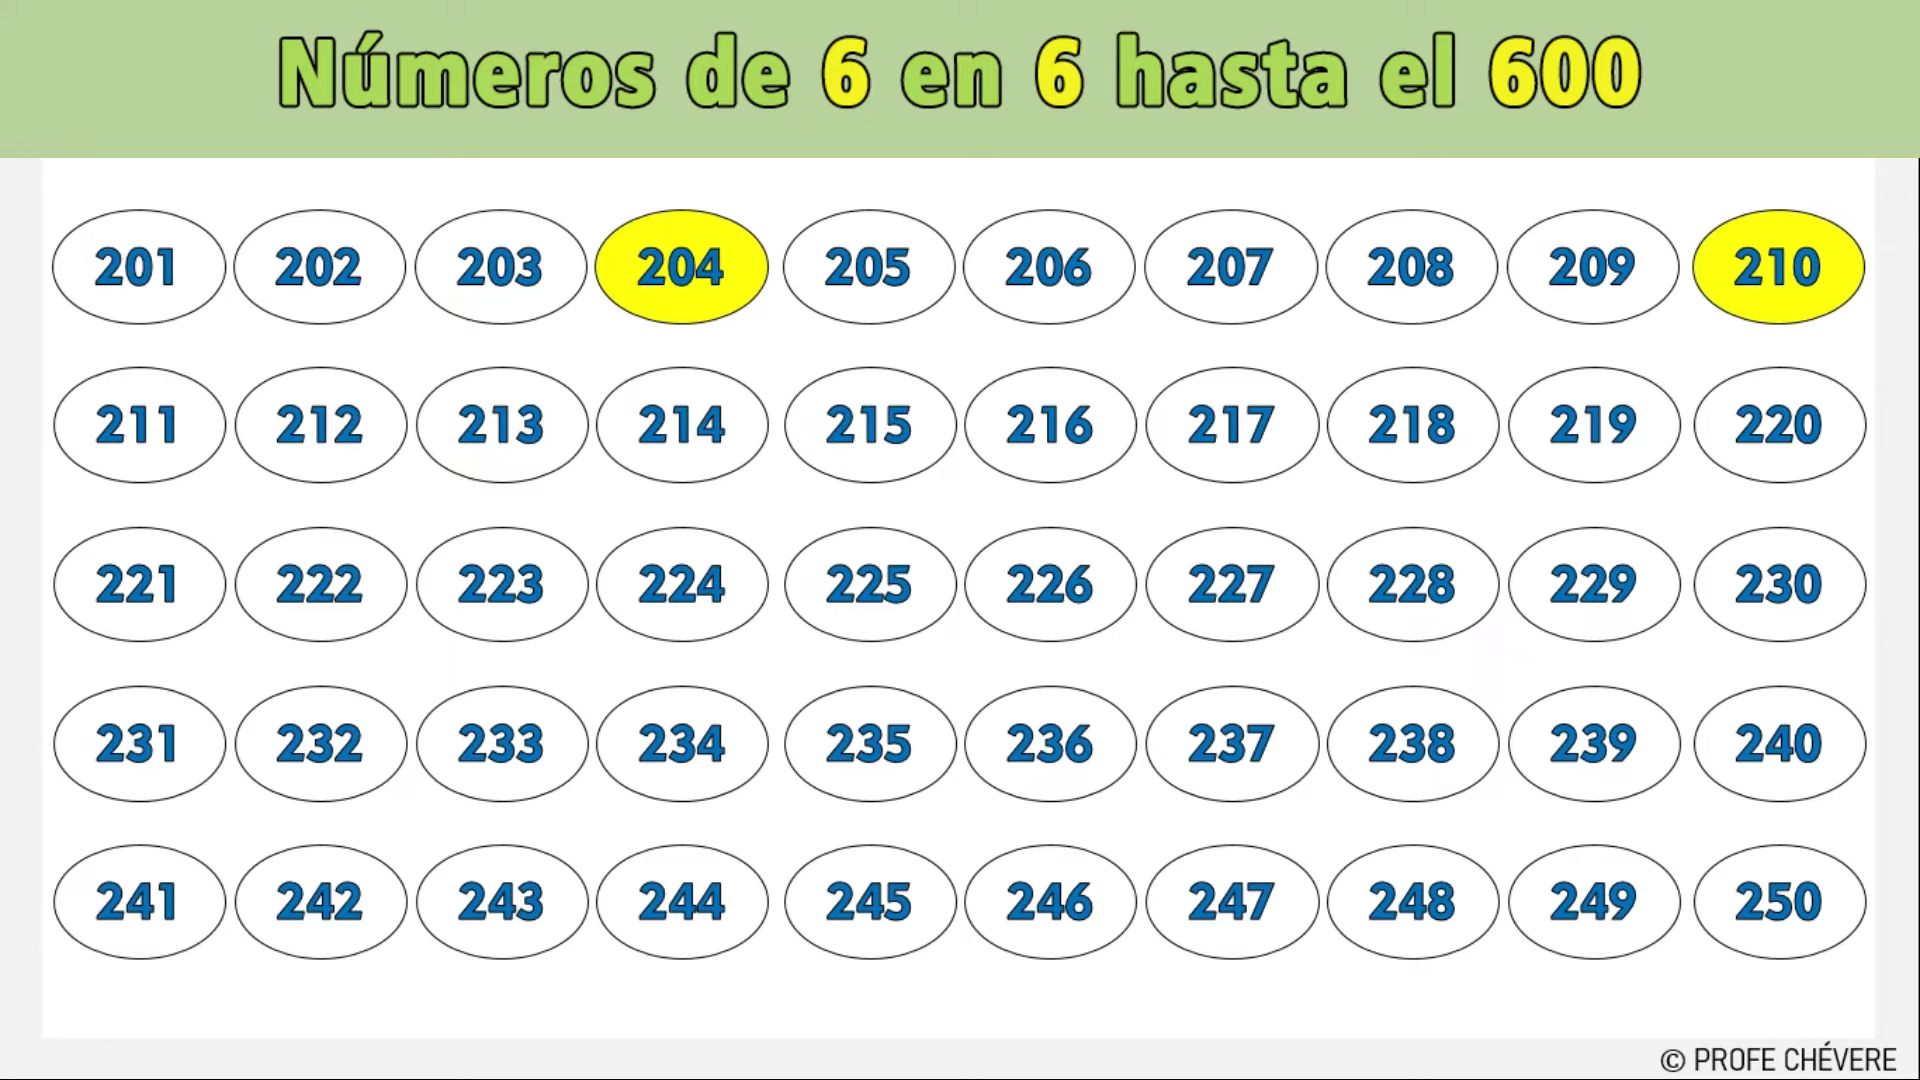 Números de 6 en 6 hasta el 600
201 202 203 204 205 206 207 208 209 210
211 212 213 214 215 216 217 218 219 220
221 222 223 224 225 226 227 228 229 230
231 232 233 234 235 236 237 238 239 240
241 242 243 244 245 246 247 248 249 250
© PROFE CHÉVERE